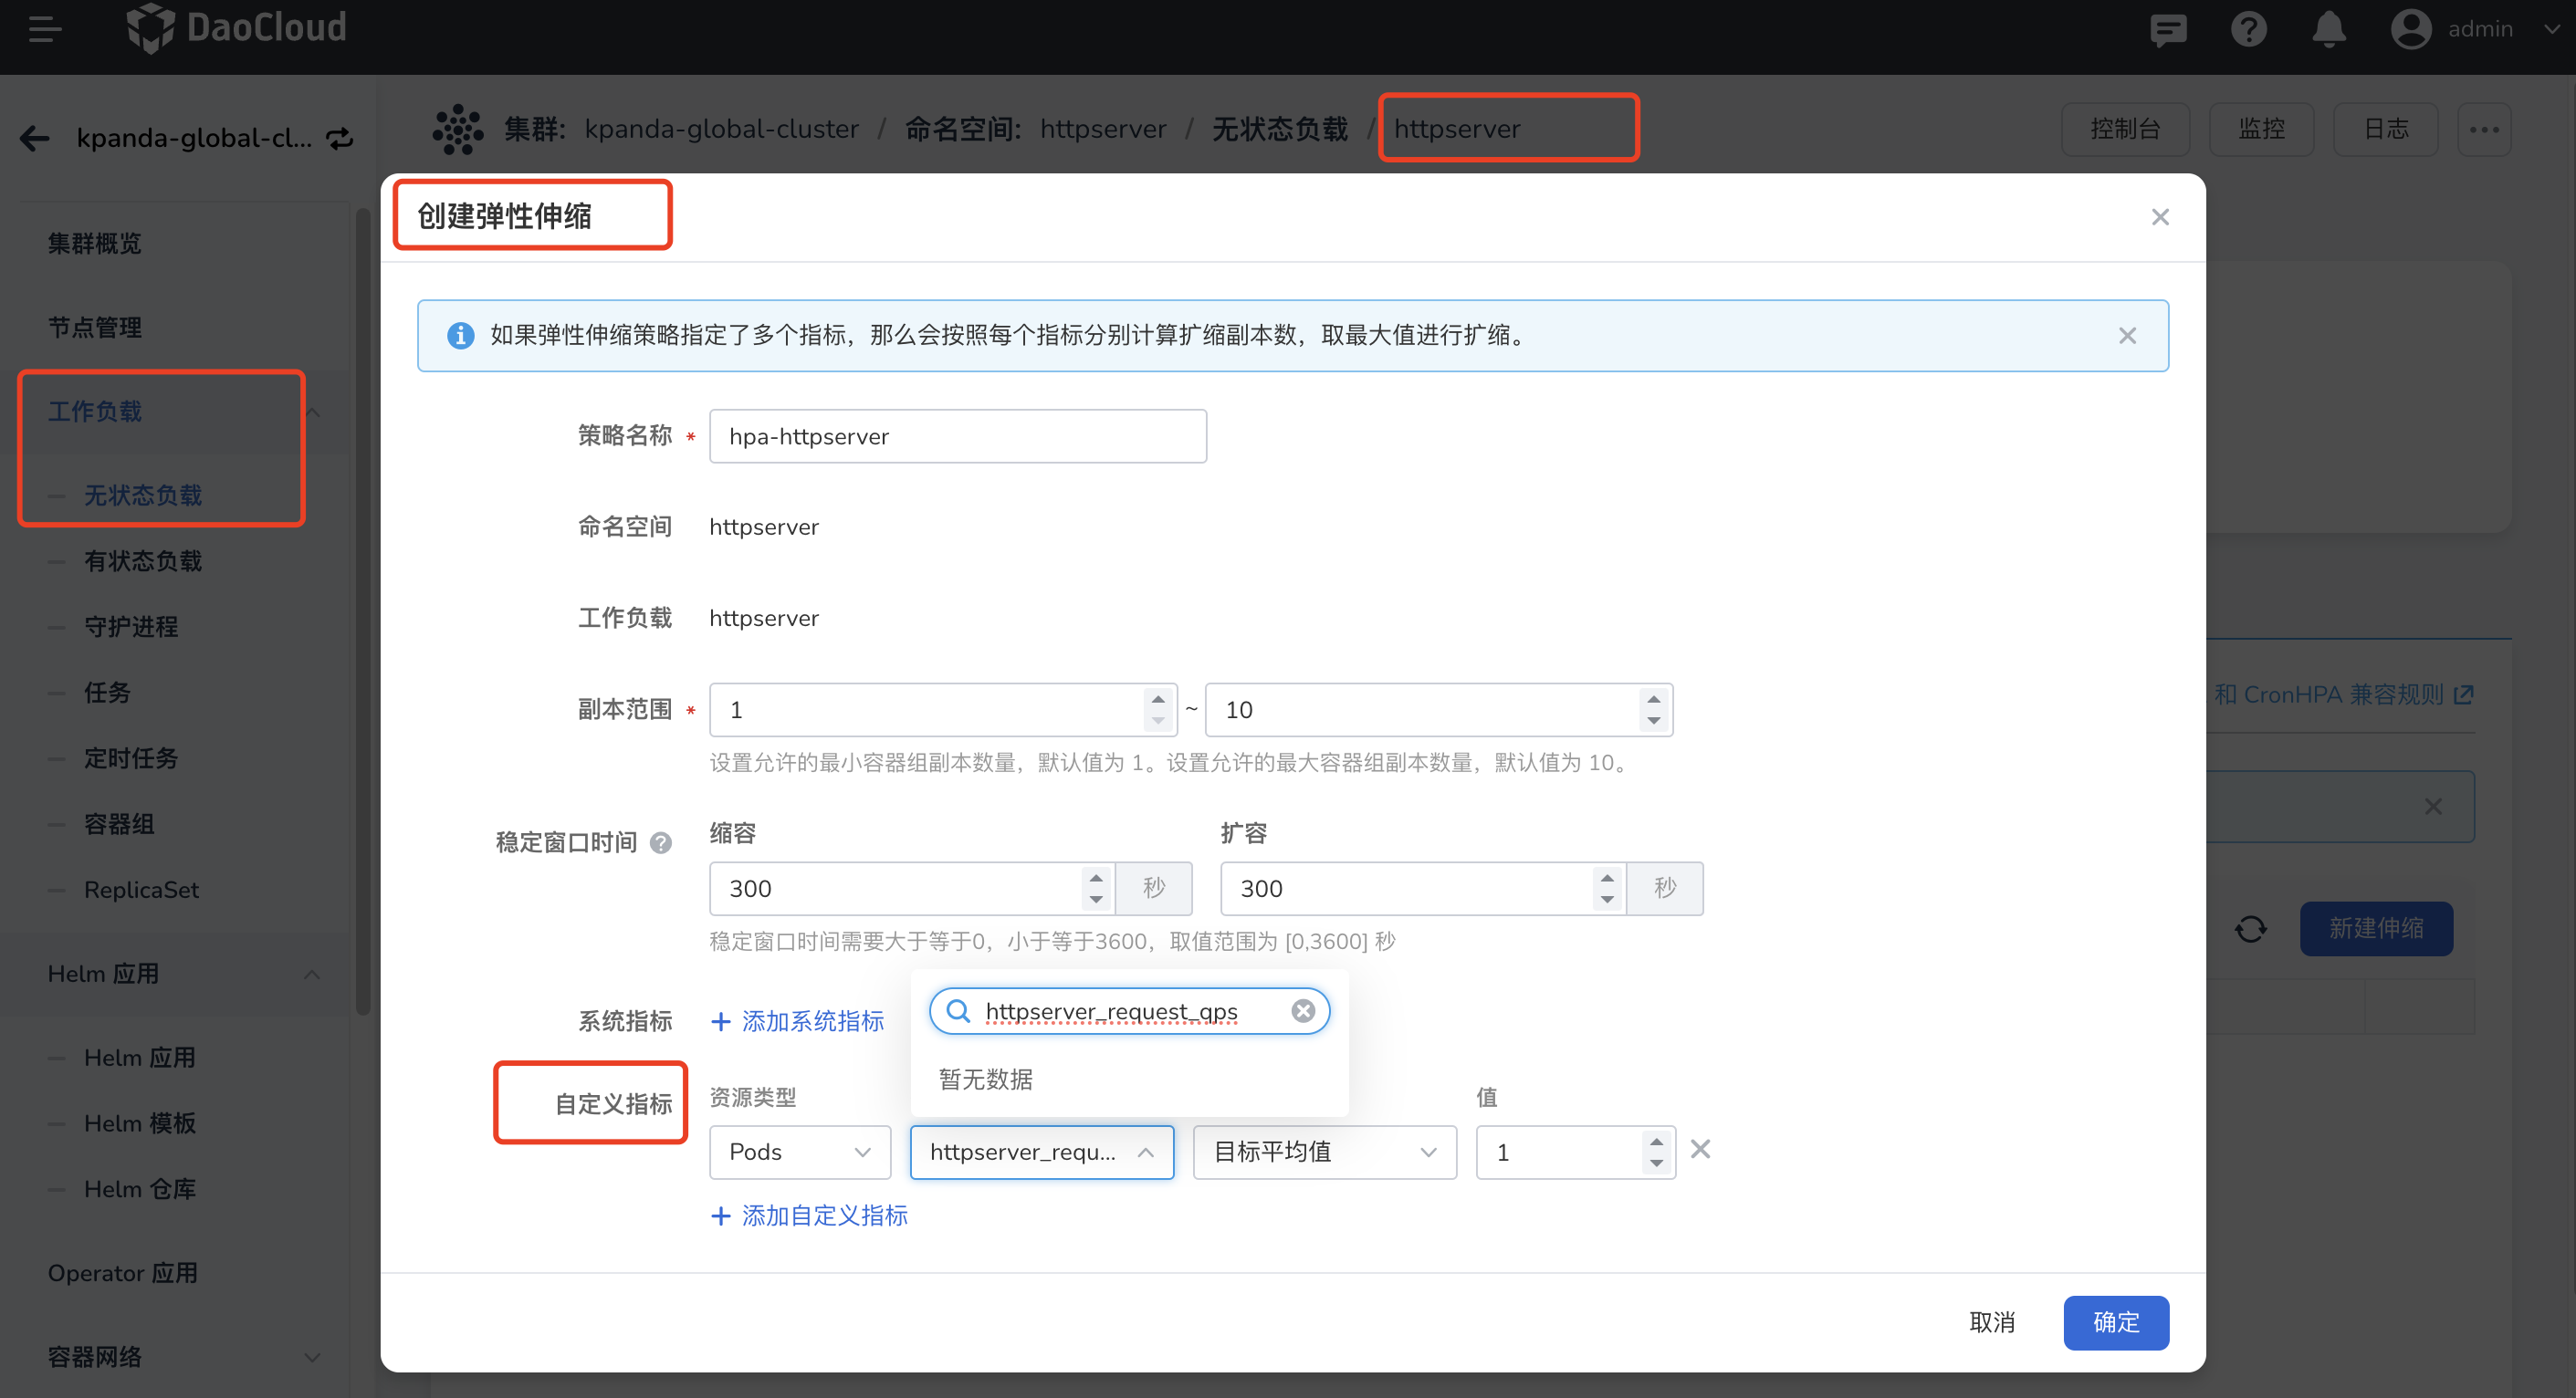 DaoCloud
admin
kpanda-global-cl...
集群: kpanda-global-cluster / 命名空间: httpserver / 无状态负载 / httpserver
控制台
监控
日志
集群概览
节点管理
工作负载
无状态负载
有状态负载
守护进程
任务
定时任务
容器组
ReplicaSet
Helm 应用
Helm 应用
Helm 模板
Helm 仓库
Operator 应用
容器网络
创建弹性伸缩
如果弹性伸缩策略指定了多个指标，那么会按照每个指标分别计算扩缩副本数，取最大值进行扩缩。
策略名称 * hpa-httpserver
命名空间 httpserver
工作负载 httpserver
副本范围 * 1 ~ 10
设置允许的最小容器组副本数量，默认值为 1。设置允许的最大容器组副本数量，默认值为 10。
稳定窗口时间
缩容 扩容
300 秒 300 秒
稳定窗口时间需要大于等于0，小于等于3600，取值范围为 [0,3600] 秒
系统指标 + 添加系统指标
httpserver_request_qps
暂无数据
自定义指标
资源类型 值
Pods httpserver_requ... 目标平均值 1
+ 添加自定义指标
取消
确定
和 CronHPA 兼容规则
新建伸缩